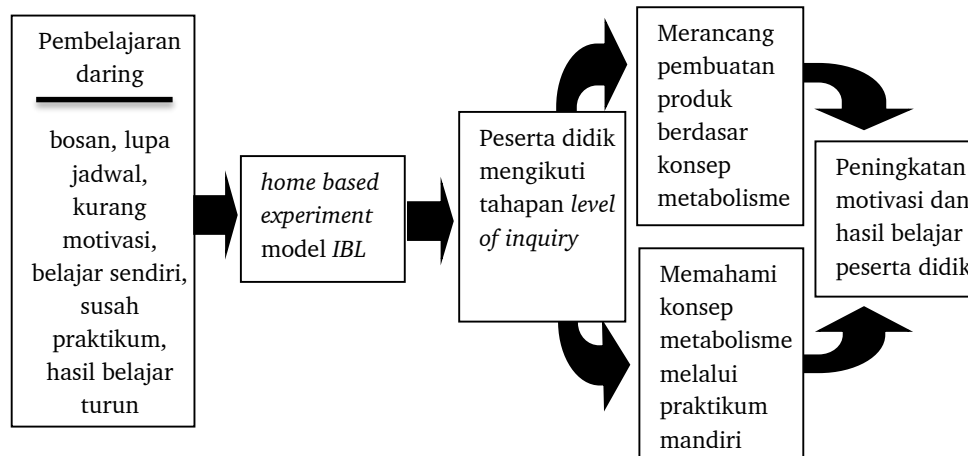 Pembelajaran
daring
bosan, lupa
jadwal,
kurang
motivasi,
belajar sendiri,
susah
praktikum,
hasil belajar
turun
home based
experiment
model IBL
Peserta didik
mengikuti
tahapan level
of inquiry
Merancang
pembuatan
produk
berdasar
konsep
metabolisme
Memahami
konsep
metabolisme
melalui
praktikum
mandiri
Peningkatan
motivasi dan
hasil belajar
peserta didik